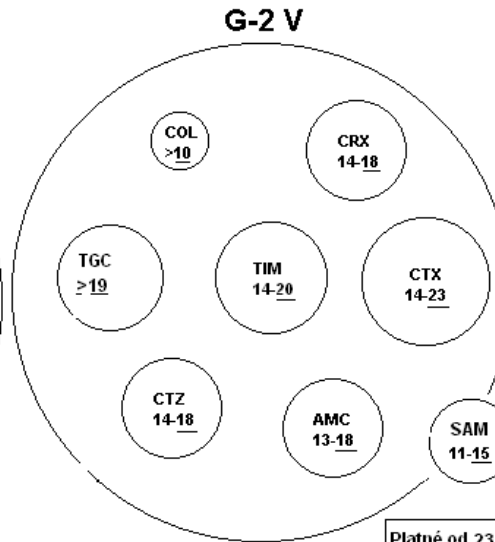 G-2 V
COL
>10
CRX
14-18
TGC
>19
TIM
14-20
CTX
14-23
CTZ
14-18
AMC
13-18
SAM
11-15
Platné od 23